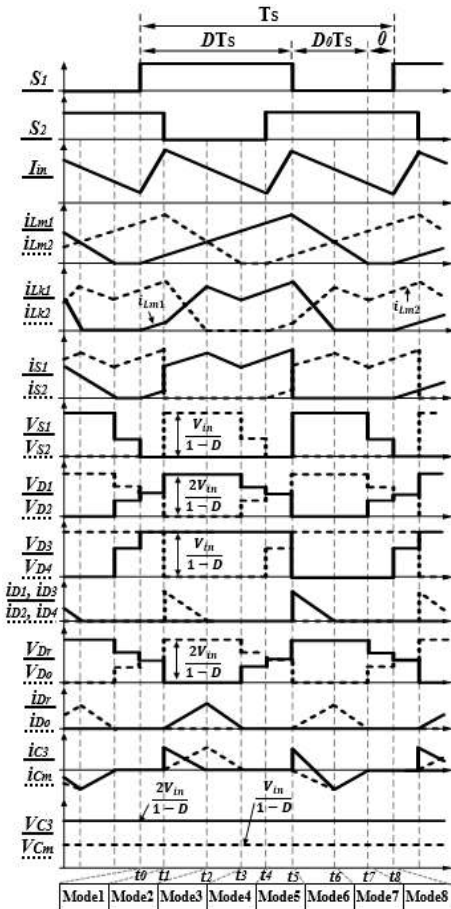 Ts
DTs D0Ts 0
S1
S2
Iin
iLm1
iLm2
iLk1
iLk2
iLm1
iLm2
iS1
iS2
VS1
VS2
Vin
1 − D
VD1
VD2
2Vin
1 − D
VD3
VD4
Vin
1 − D
iD1, iD3
iD2, iD4
VDr
VDo
2Vin
1 − D
iDr
iDo
iC3
iCm
2Vin
1 − D
Vin
1 − D
VC3
VCm
t0 t1 t2 t3 t4 t5 t6 t7 t8
Mode1 Mode2 Mode3 Mode4 Mode5 Mode6 Mode7 Mode8